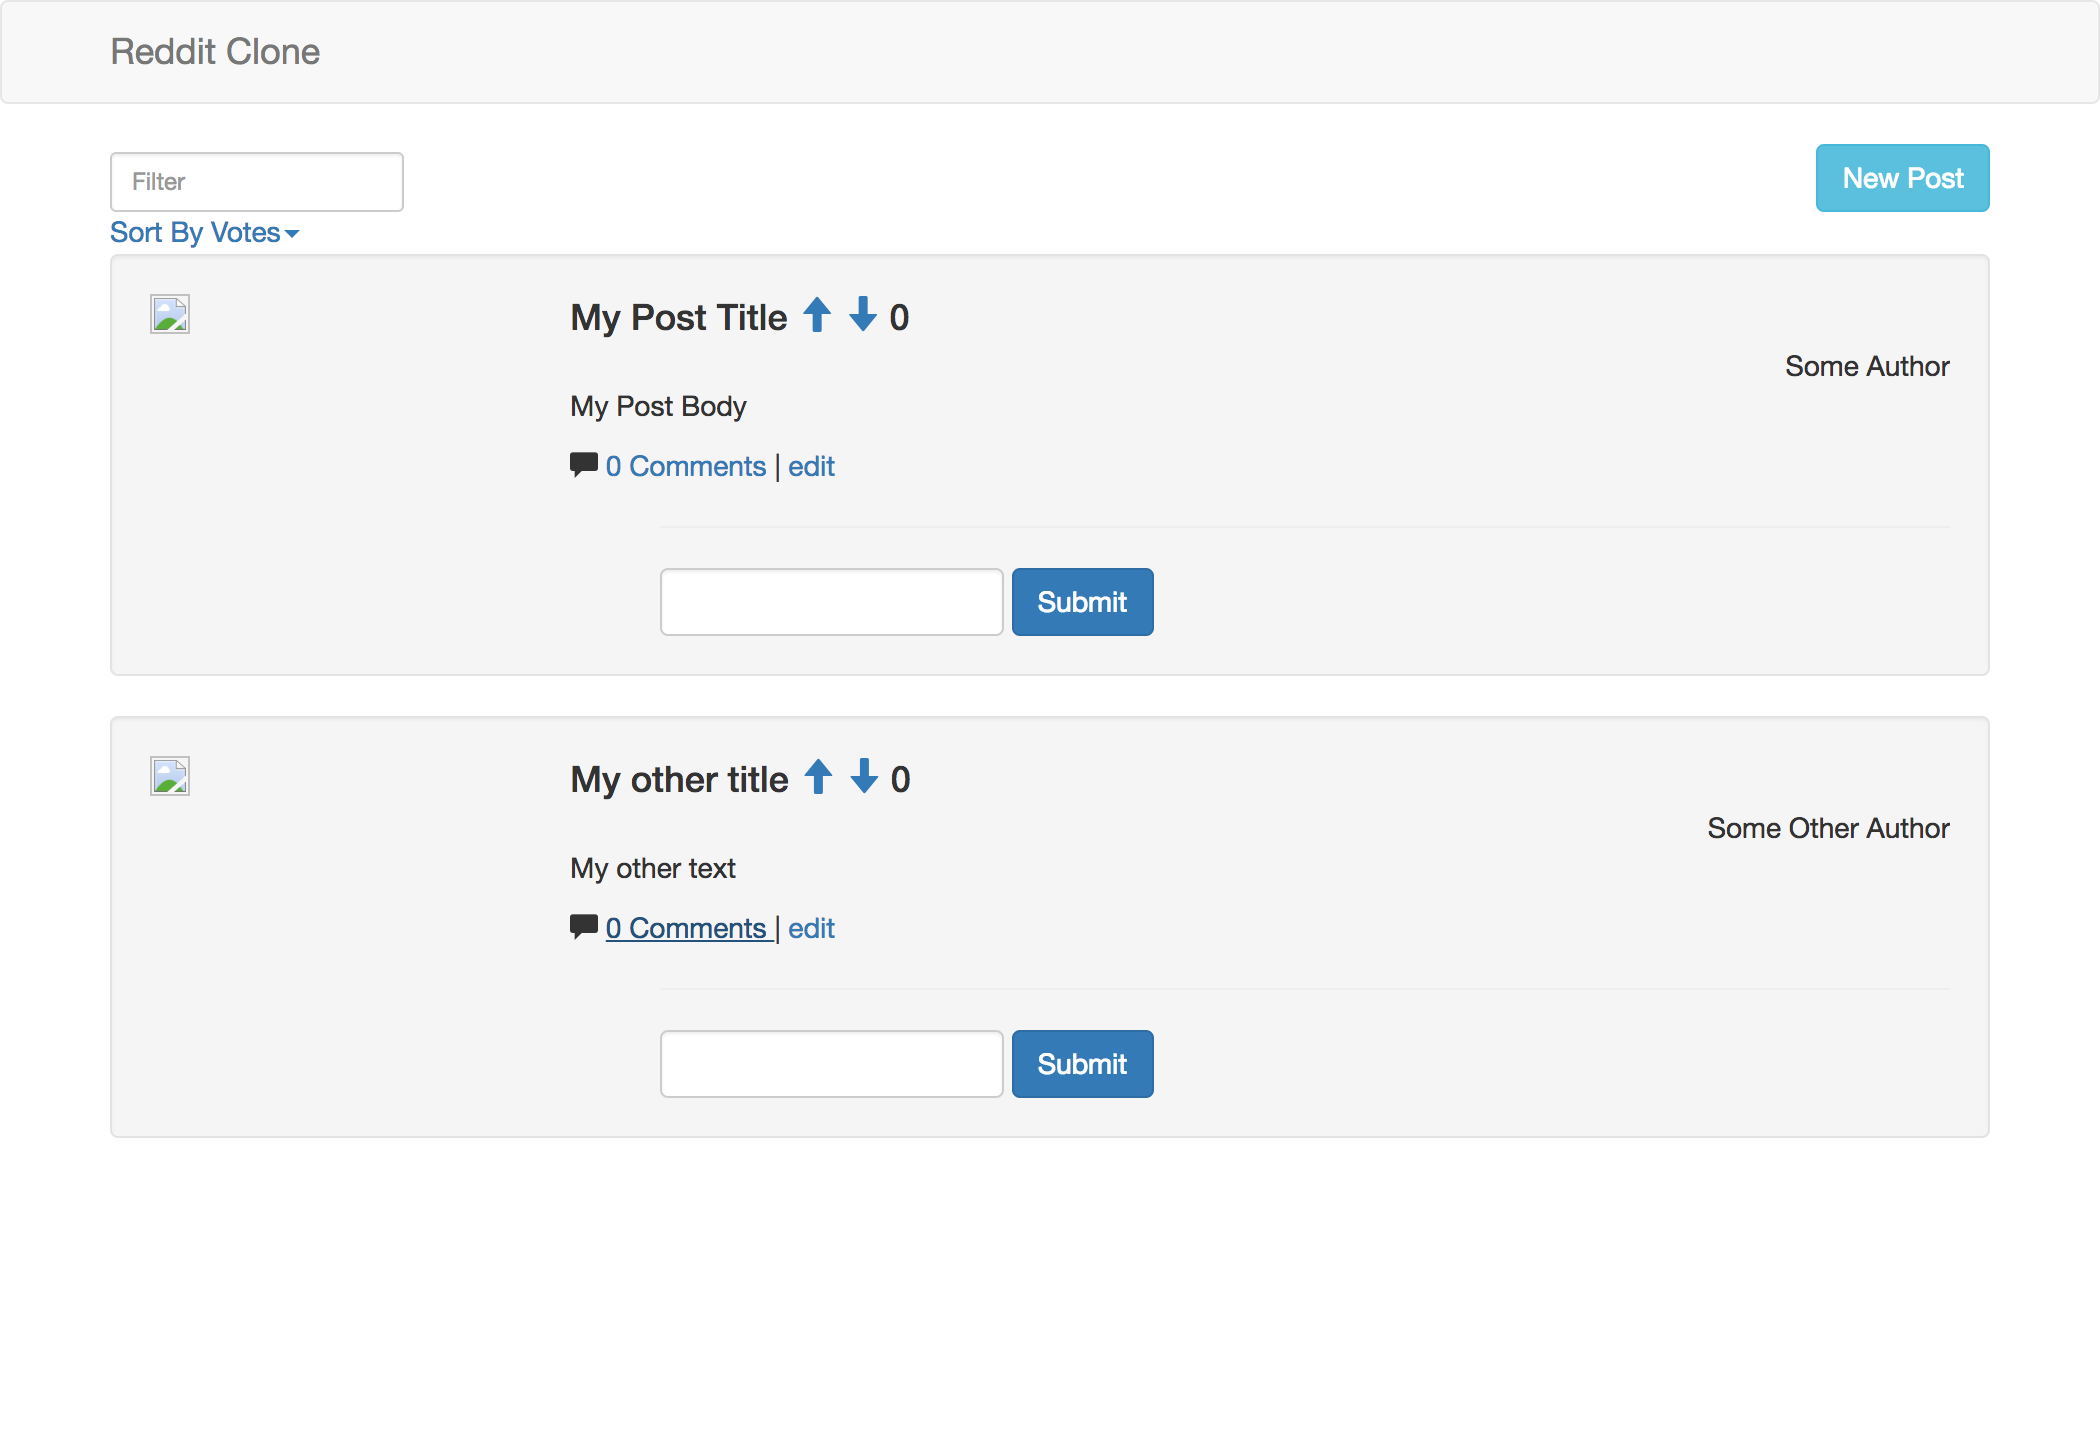 Reddit Clone
Filter
New Post
Sort By Votes
My Post Title 0
Some Author
My Post Body
0 Comments | edit
Submit
My other title 0
Some Other Author
My other text
0 Comments | edit
Submit